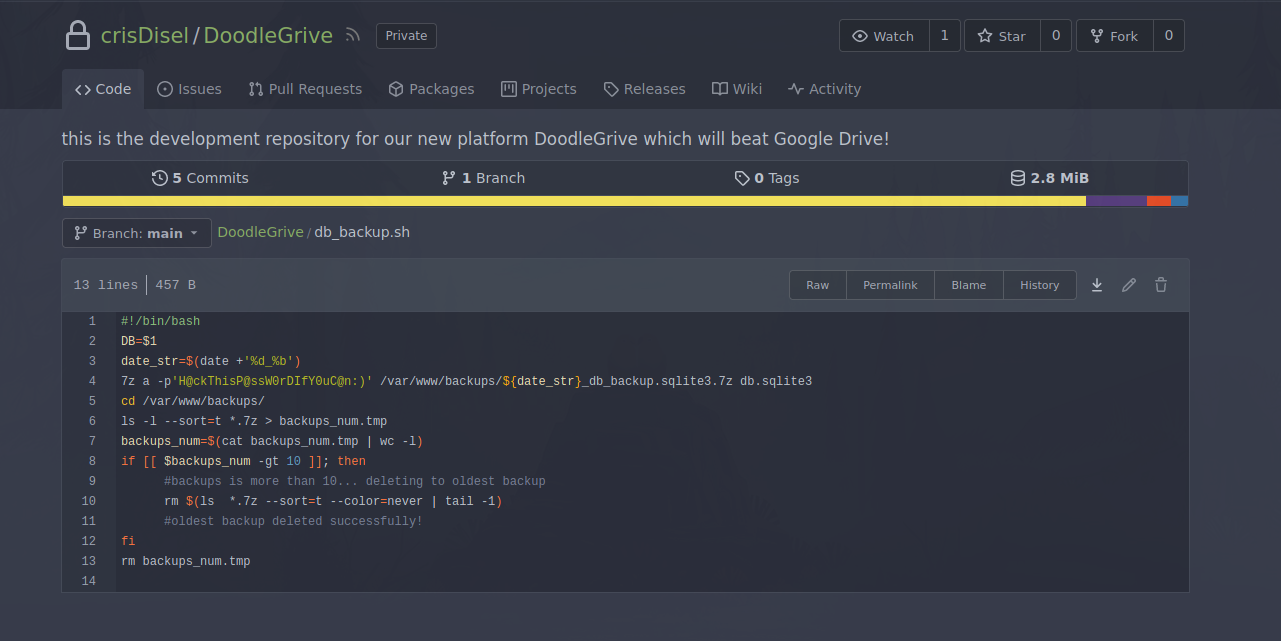 crisDisel/DoodleGrive Private Watch 1 Star 0 Fork 0
Code Issues Pull Requests Packages Projects Releases Wiki Activity
this is the development repository for our new platform DoodleGrive which will beat Google Drive!
5 Commits 1 Branch 0 Tags 2.8 MiB
Branch: main DoodleGrive/db_backup.sh
13 lines 457 B Raw Permalink Blame History
1 #!/bin/bash
2 DB=$1
3 date_str=$(date +'%d_%b')
4 7z a -p'H@ckThisP@ssW0rDIfY0uC@n:)' /var/www/backups/${date_str}_db_backup.sqlite3.7z db.sqlite3
5 cd /var/www/backups/
6 ls -l --sort=t *.7z > backups_num.tmp
7 backups_num=$(cat backups_num.tmp | wc -l)
8 if [[ $backups_num -gt 10 ]]; then
9 #backups is more than 10... deleting to oldest backup
10 rm $(ls  *.7z --sort=t --color=never | tail -1)
11 #oldest backup deleted successfully!
12 fi
13 rm backups_num.tmp
14